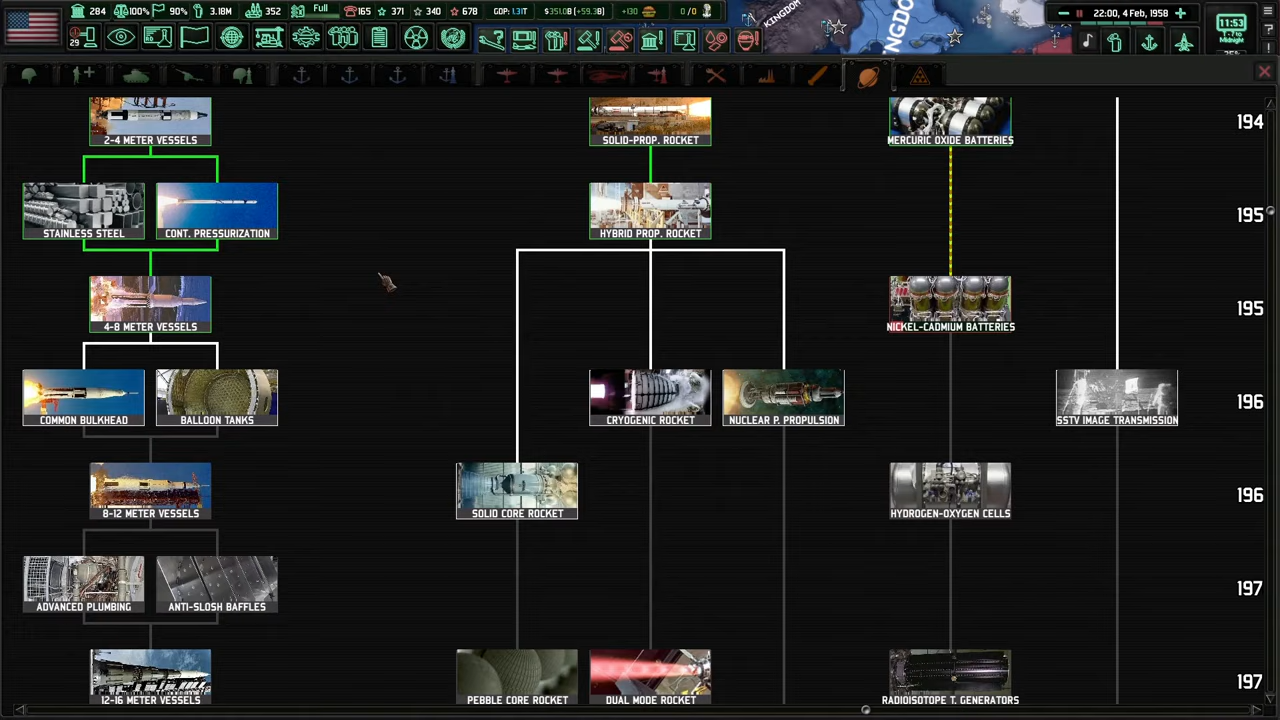 284 100% 90% 3.18M 352 Full 165 371 340 678 GDP: 1.31T $351.0B (+59.3B) +130 0/0
22:00, 4 Feb, 1958
11:53
29
KINGDOM
NGDO
2-4 METER VESSELS
SOLID-PROP. ROCKET
MERCURIC OXIDE BATTERIES
194
STAINLESS STEEL
CONT. PRESSURIZATION
HYBRID PROP. ROCKET
195
4-8 METER VESSELS
NICKEL-CADMIUM BATTERIES
195
COMMON BULKHEAD
BALLOON TANKS
CRYOGENIC ROCKET
NUCLEAR P. PROPULSION
SSTV IMAGE TRANSMISSION
196
8-12 METER VESSELS
SOLID CORE ROCKET
HYDROGEN-OXYGEN CELLS
196
ADVANCED PLUMBING
ANTI-SLOSH BAFFLES
197
12-16 METER VESSELS
PEBBLE CORE ROCKET
DUAL MODE ROCKET
RADIOISOTOPE T. GENERATORS
197